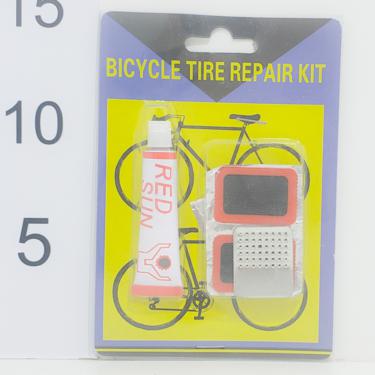 15
BICYCLE TIRE REPAIR KIT
10
RED
SUN
5